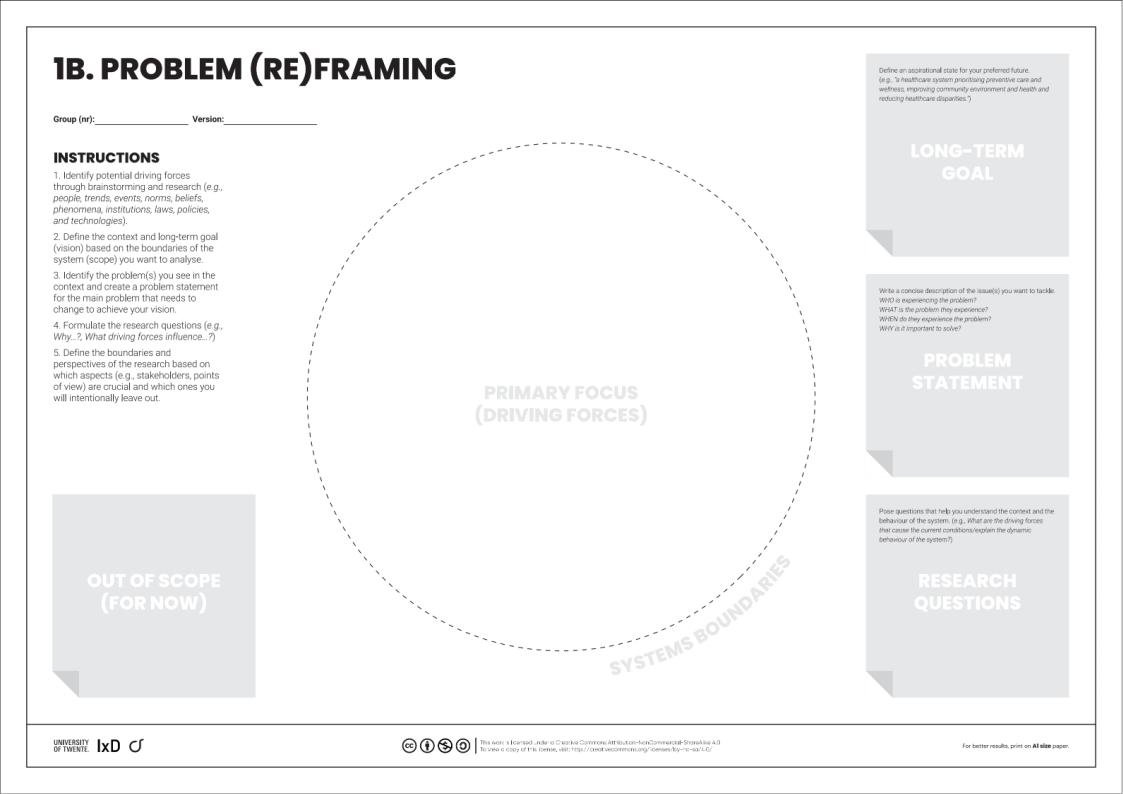 1B. PROBLEM (RE)FRAMING
Group (nr): Version:
INSTRUCTIONS
1. Identify potential driving forces
through brainstorming and research (e.g.,
people, trends, events, norms, beliefs,
phenomena, institutions, laws, policies,
and technologies).
2. Define the context and long-term goal
(vision) based on the boundaries of the
system (scope) you want to analyse.
3. Identify the problem(s) you see in the
context and create a problem statement
for the main problem that needs to
change to achieve your vision.
4. Formulate the research questions (e.g.,
Why...?, What driving forces influence...?)
5. Define the boundaries and
perspectives of the research based on
which aspects (e.g., stakeholders, points
of view) are crucial and which ones you
will intentionally leave out.
OUT OF SCOPE
(FOR NOW)
PRIMARY FOCUS
(DRIVING FORCES)
SYSTEMS BOUNDARIES
Define an aspirational state for your preferred future.
(e.g., "a healthcare system prioritising preventive care and
wellness, improving community environment and health and
reducing healthcare disparities.")
LONG-TERM
GOAL
Write a concise description of the issue(s) you want to tackle.
WHO is experiencing the problem?
WHAT is the problem they experience?
WHEN do they experience the problem?
WHY is it important to solve?
PROBLEM
STATEMENT
Pose questions that help you understand the context and the
behaviour of the system. (e.g., What are the driving forces
that cause the current conditions/explain the dynamic
behaviour of the system?)
RESEARCH
QUESTIONS
UNIVERSITY
OF TWENTE.
IxD
cc
This work is licensed under a Creative Commons Attribution-NonCommercial-ShareAlike 4.0
To view a copy of this license, visit: http://creativecommons.org/licenses/by-nc-sa/4.0/
For better results, print on A1 size paper.